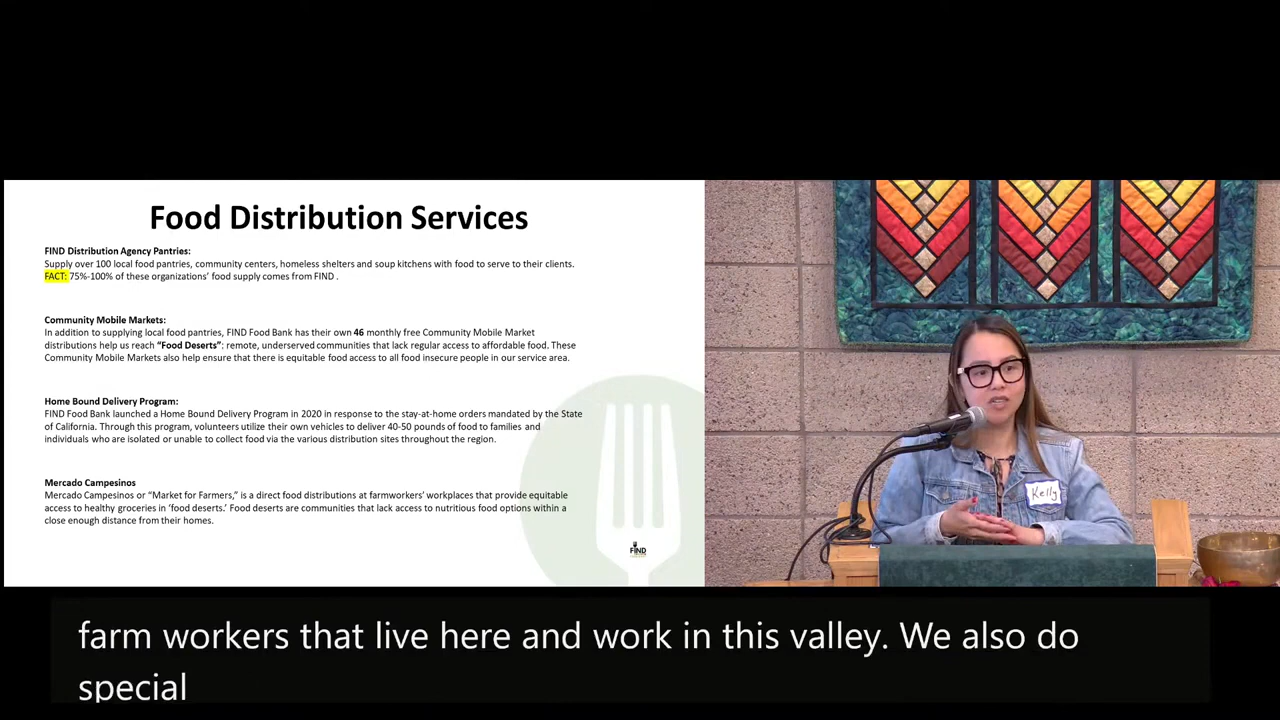 Food Distribution Services
FIND Distribution Agency Pantries:
Supply over 100 local food pantries, community centers, homeless shelters and soup kitchens with food to serve to their clients.
FACT: 75%-100% of these organizations' food supply comes from FIND .
Community Mobile Markets:
In addition to supplying local food pantries, FIND Food Bank has their own 46 monthly free Community Mobile Market
distributions help us reach “Food Deserts”: remote, underserved communities that lack regular access to affordable food. These
Community Mobile Markets also help ensure that there is equitable food access to all food insecure people in our service area.
Home Bound Delivery Program:
FIND Food Bank launched a Home Bound Delivery Program in 2020 in response to the stay-at-home orders mandated by the State
of California. Through this program, volunteers utilize their own vehicles to deliver 40-50 pounds of food to families and
individuals who are isolated or unable to collect food via the various distribution sites throughout the region.
Mercado Campesinos
Mercado Campesinos or “Market for Farmers,” is a direct food distributions at farmworkers' workplaces that provide equitable
access to healthy groceries in 'food deserts.' Food deserts are communities that lack access to nutritious food options within a
close enough distance from their homes.
FIND
Kelly
farm workers that live here and work in this valley. We also do
special